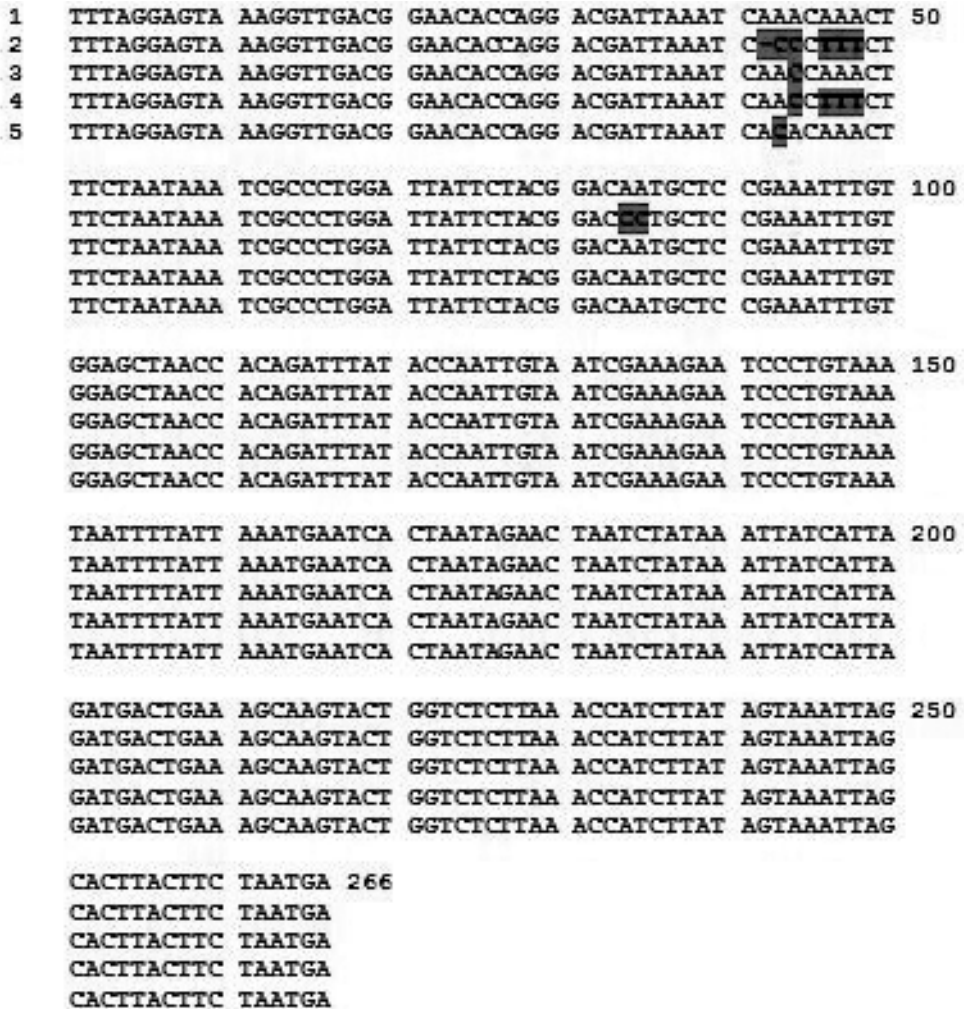 1 TTTAGGAGTA AAGGTTGACG GAACACCAGG ACGATTAAAT CAAACAAACT 50
2 TTTAGGAGTA AAGGTTGACG GAACACCAGG ACGATTAAAT C-CCCTTTCT
3 TTTAGGAGTA AAGGTTGACG GAACACCAGG ACGATTAAAT CAACCAAACT
4 TTTAGGAGTA AAGGTTGACG GAACACCAGG ACGATTAAAT CAACCTTTCT
5 TTTAGGAGTA AAGGTTGACG GAACACCAGG ACGATTAAAT CACACAAACT
TTCTAATAAA TCGCCCTGGA TTATTCTACG GACAATGCTC CGAAATTTGT 100
TTCTAATAAA TCGCCCTGGA TTATTCTACG GACCCTGCTC CGAAATTTGT
TTCTAATAAA TCGCCCTGGA TTATTCTACG GACAATGCTC CGAAATTTGT
TTCTAATAAA TCGCCCTGGA TTATTCTACG GACAATGCTC CGAAATTTGT
TTCTAATAAA TCGCCCTGGA TTATTCTACG GACAATGCTC CGAAATTTGT
GGAGCTAACC ACAGATTTAT ACCAATTGTA ATCGAAAGAA TCCCTGTAAA 150
GGAGCTAACC ACAGATTTAT ACCAATTGTA ATCGAAAGAA TCCCTGTAAA
GGAGCTAACC ACAGATTTAT ACCAATTGTA ATCGAAAGAA TCCCTGTAAA
GGAGCTAACC ACAGATTTAT ACCAATTGTA ATCGAAAGAA TCCCTGTAAA
GGAGCTAACC ACAGATTTAT ACCAATTGTA ATCGAAAGAA TCCCTGTAAA
TAATTTTATT AAATGAATCA CTAATAGAAC TAATCTATAA ATTATCATTA 200
TAATTTTATT AAATGAATCA CTAATAGAAC TAATCTATAA ATTATCATTA
TAATTTTATT AAATGAATCA CTAATAGAAC TAATCTATAA ATTATCATTA
TAATTTTATT AAATGAATCA CTAATAGAAC TAATCTATAA ATTATCATTA
TAATTTTATT AAATGAATCA CTAATAGAAC TAATCTATAA ATTATCATTA
GATGACTGAA AGCAAGTACT GGTCTCTTAA ACCATCTTAT AGTAAATTAG 250
GATGACTGAA AGCAAGTACT GGTCTCTTAA ACCATCTTAT AGTAAATTAG
GATGACTGAA AGCAAGTACT GGTCTCTTAA ACCATCTTAT AGTAAATTAG
GATGACTGAA AGCAAGTACT GGTCTCTTAA ACCATCTTAT AGTAAATTAG
GATGACTGAA AGCAAGTACT GGTCTCTTAA ACCATCTTAT AGTAAATTAG
CACTTACTTC TAATGA 266
CACTTACTTC TAATGA
CACTTACTTC TAATGA
CACTTACTTC TAATGA
CACTTACTTC TAATGA